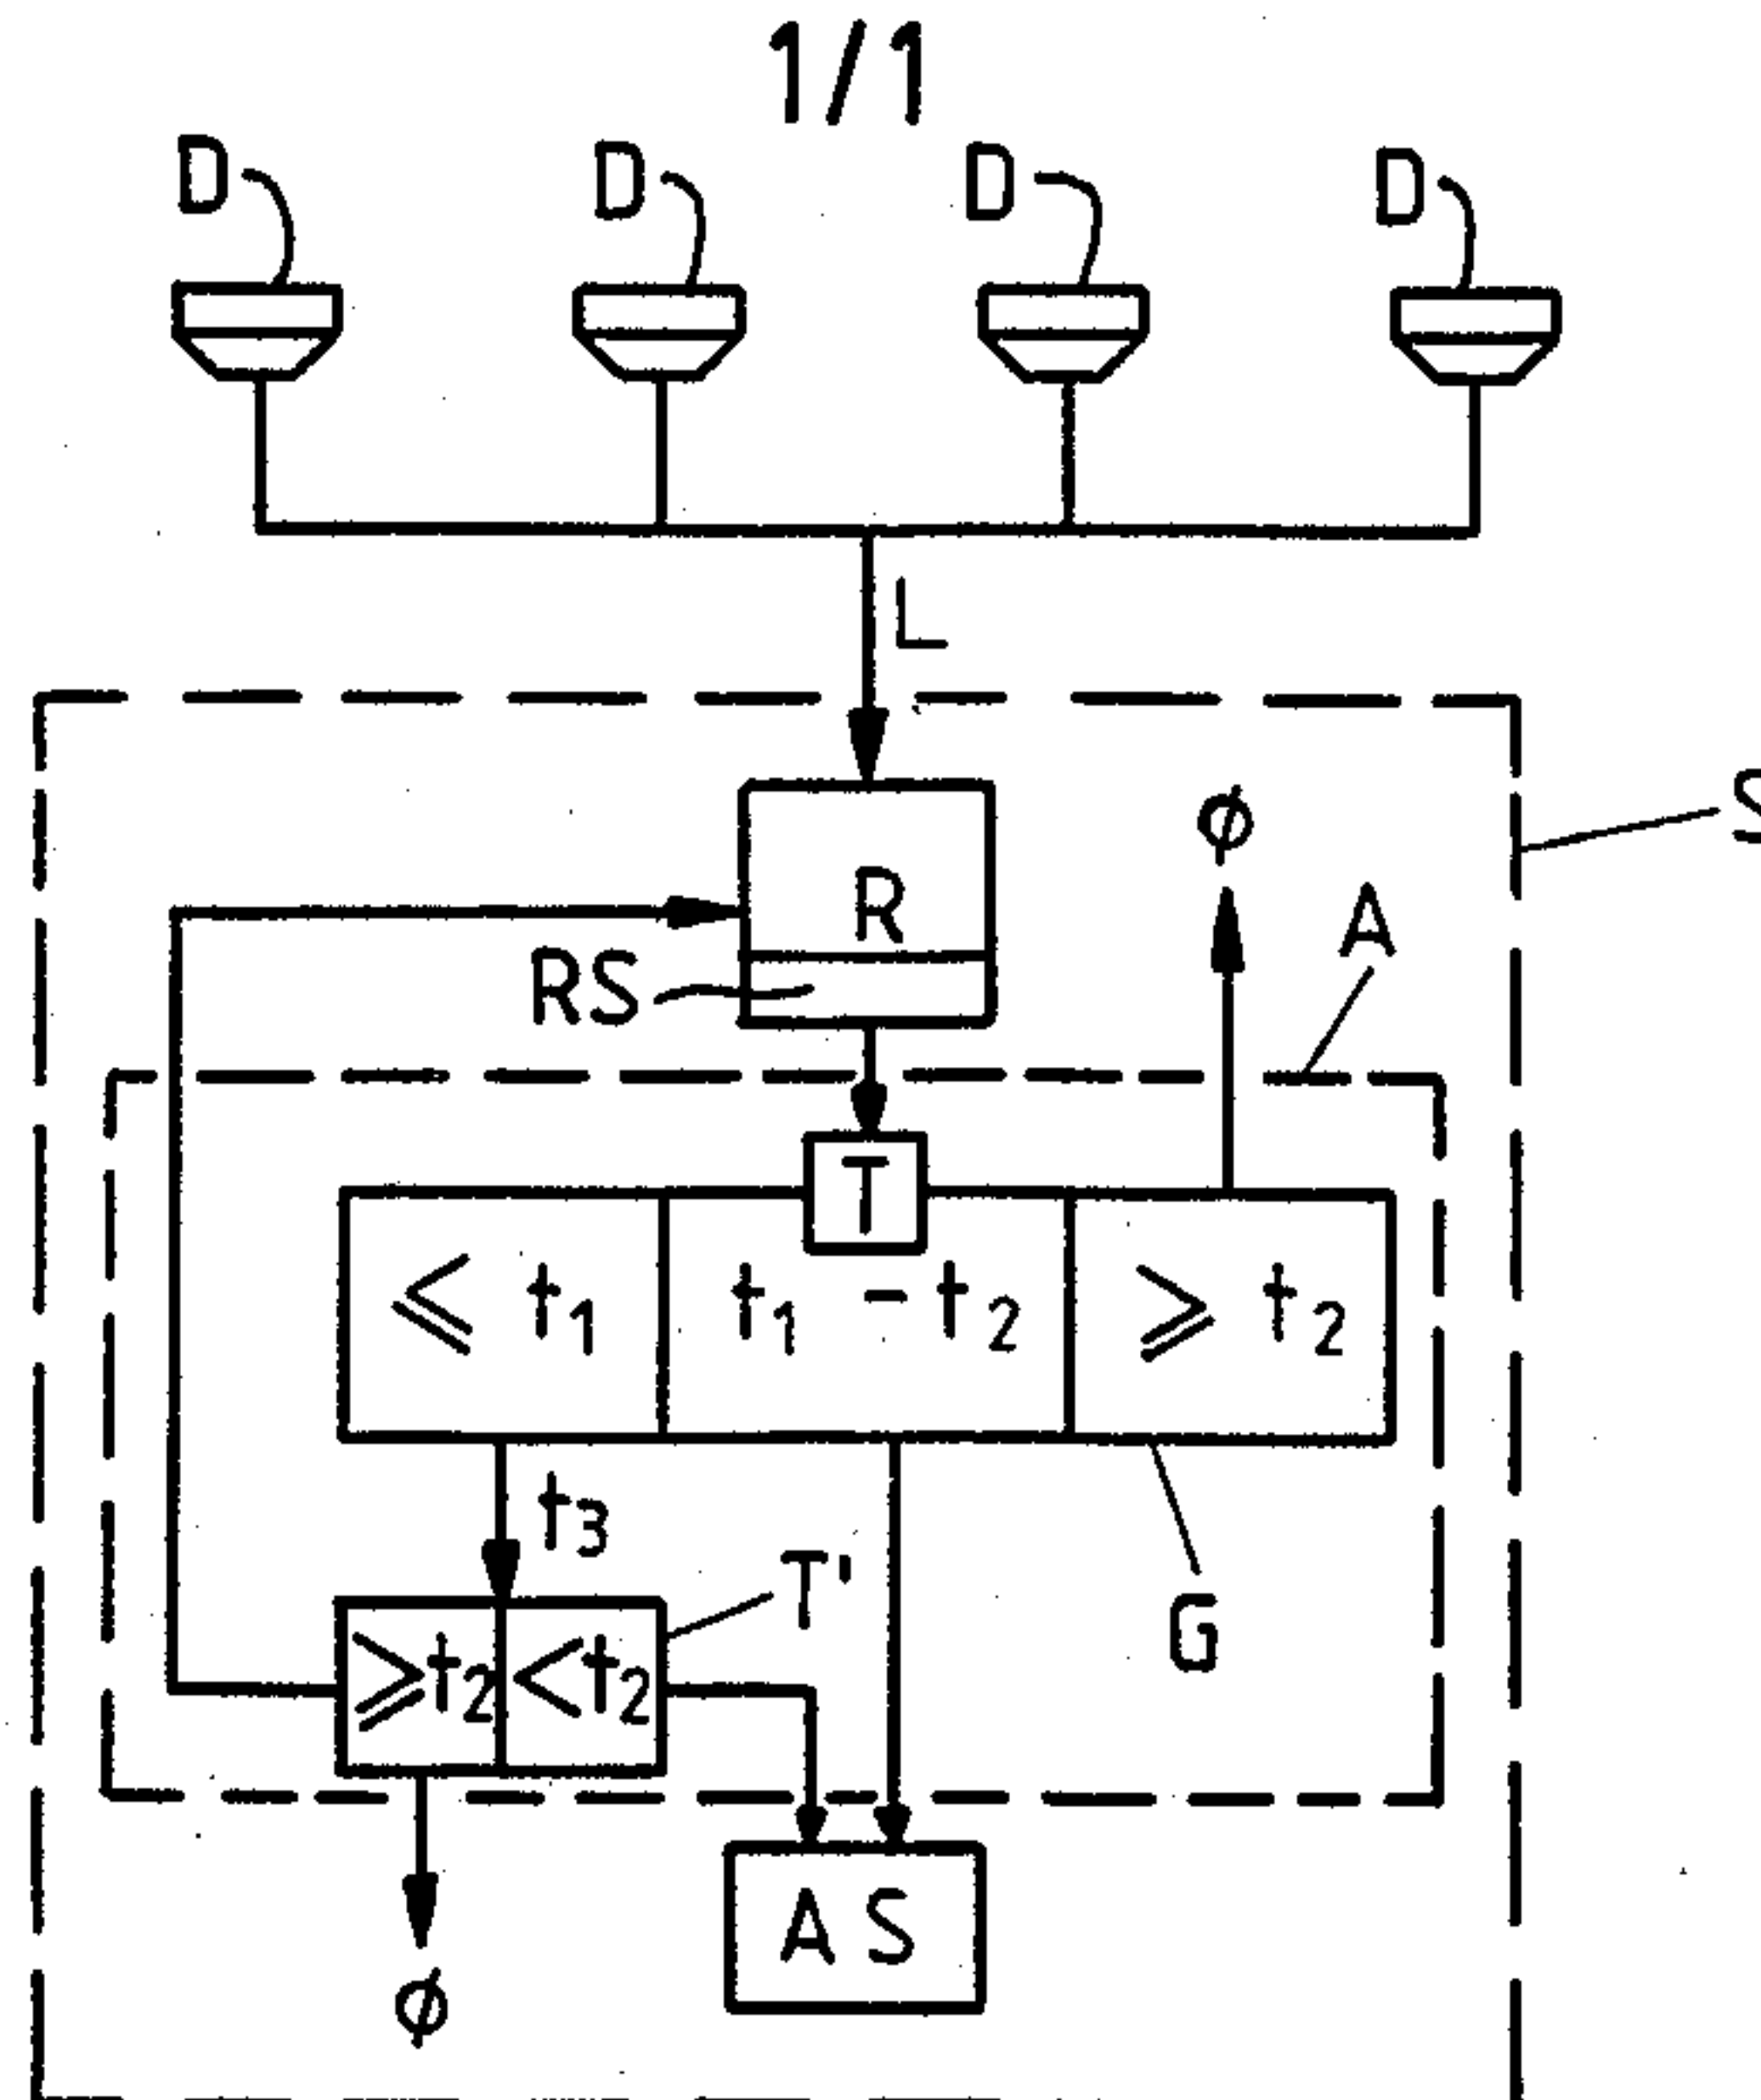 1/1
D D D D
L
S
φ
R
A
RS
T
≤ t1 t1 - t2 ≥ t2
t3
T'
G
≥t2 <t2
AS
φ